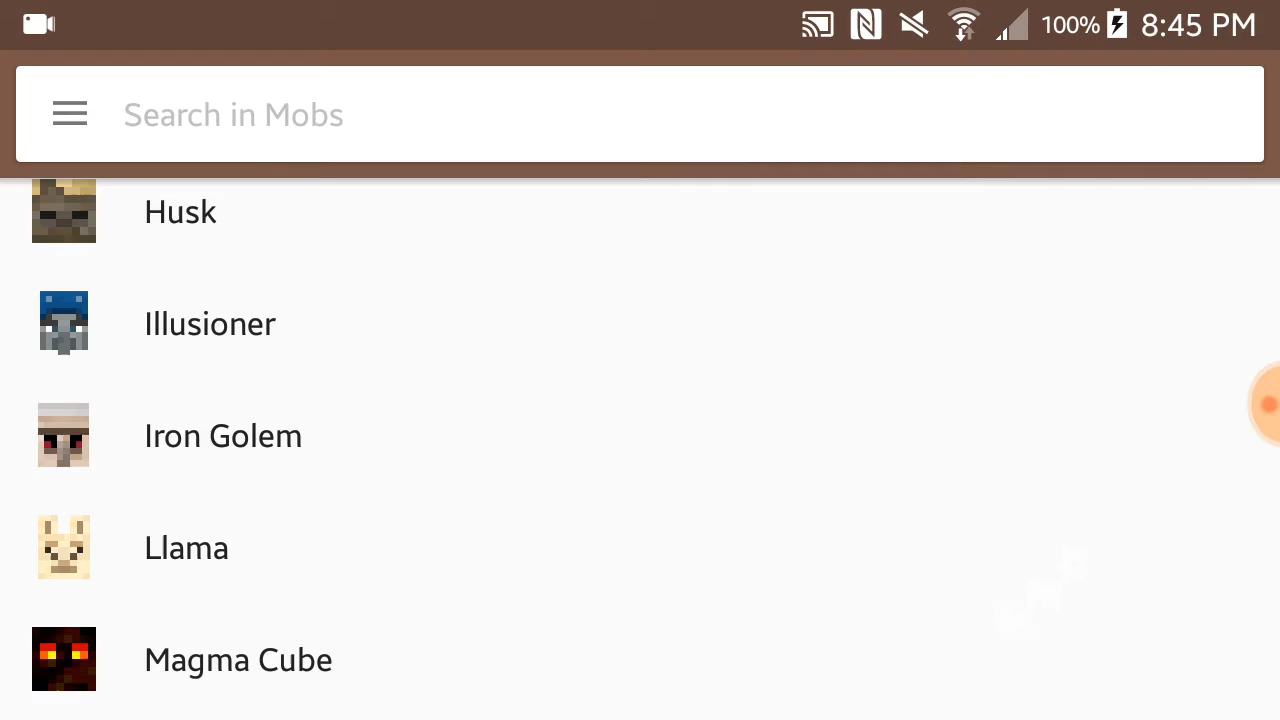 100% 8:45 PM
Search in Mobs
Husk
Illusioner
Iron Golem
Llama
Magma Cube